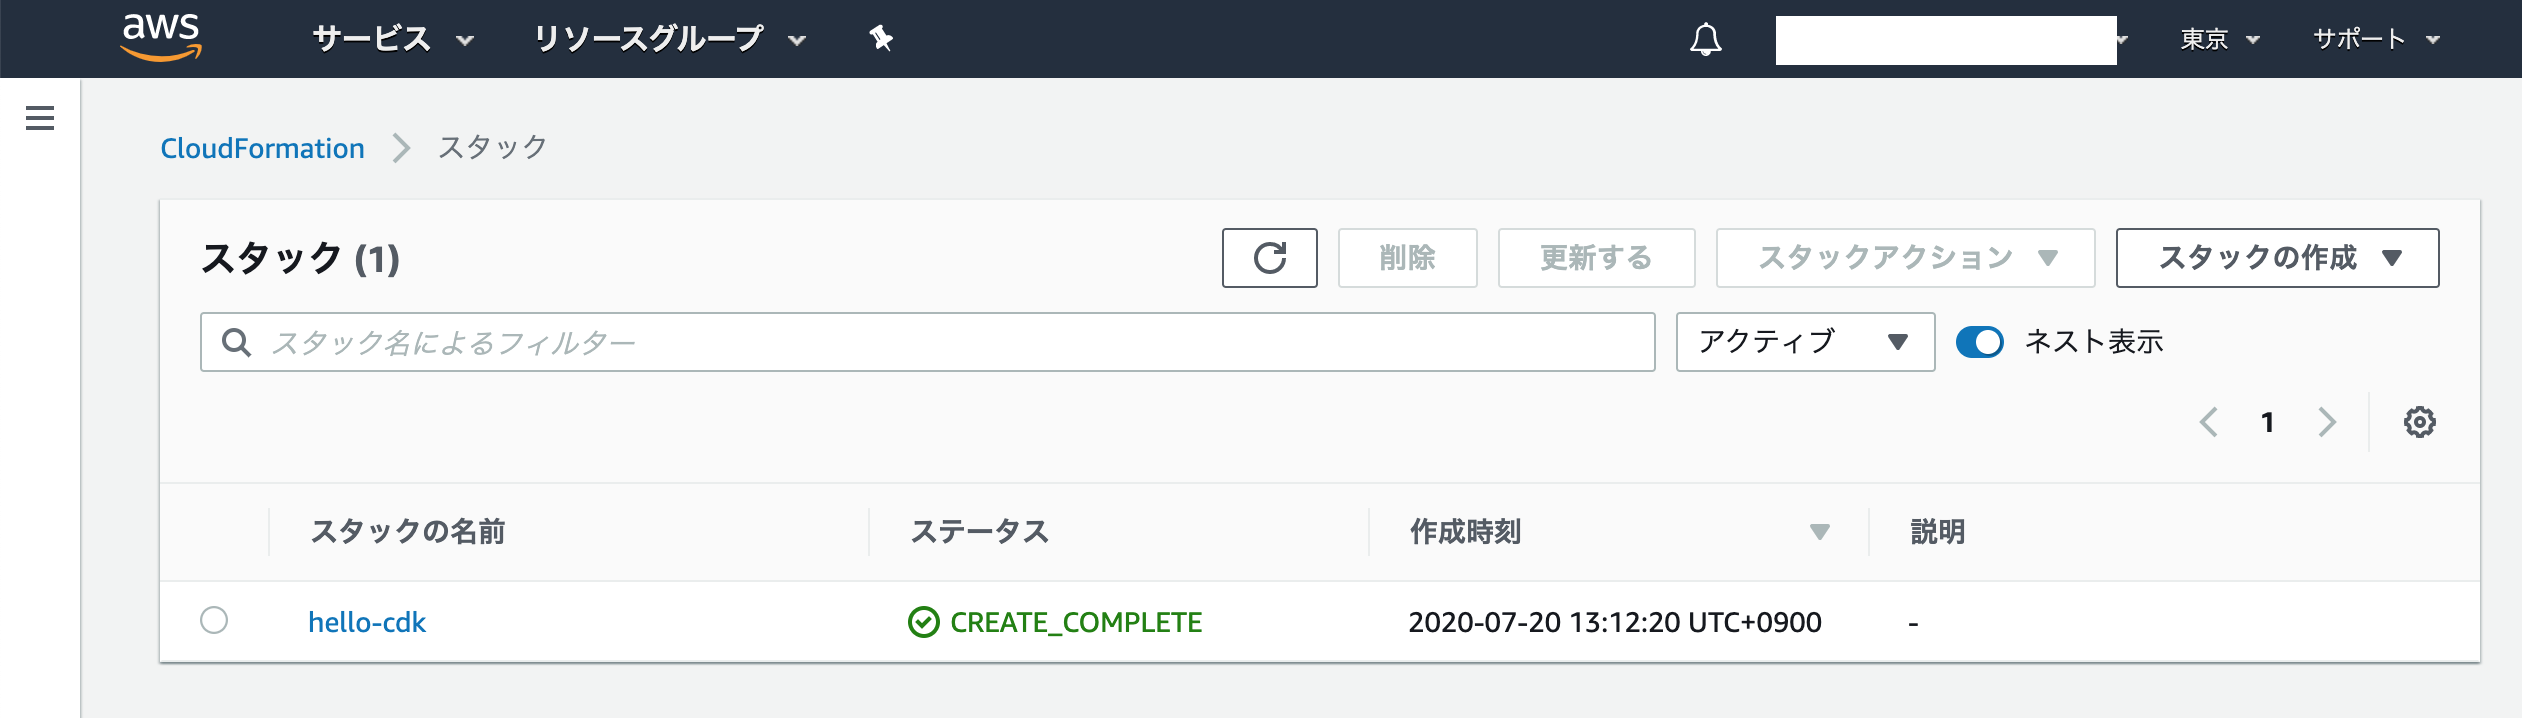 aws サービス リソースグループ 東京 サポート
CloudFormation スタック
スタック (1) 削除 更新する スタックアクション スタックの作成
スタック名によるフィルター アクティブ ネスト表示
1
スタックの名前 ステータス 作成時刻 説明
hello-cdk CREATE_COMPLETE 2020-07-20 13:12:20 UTC+0900 -